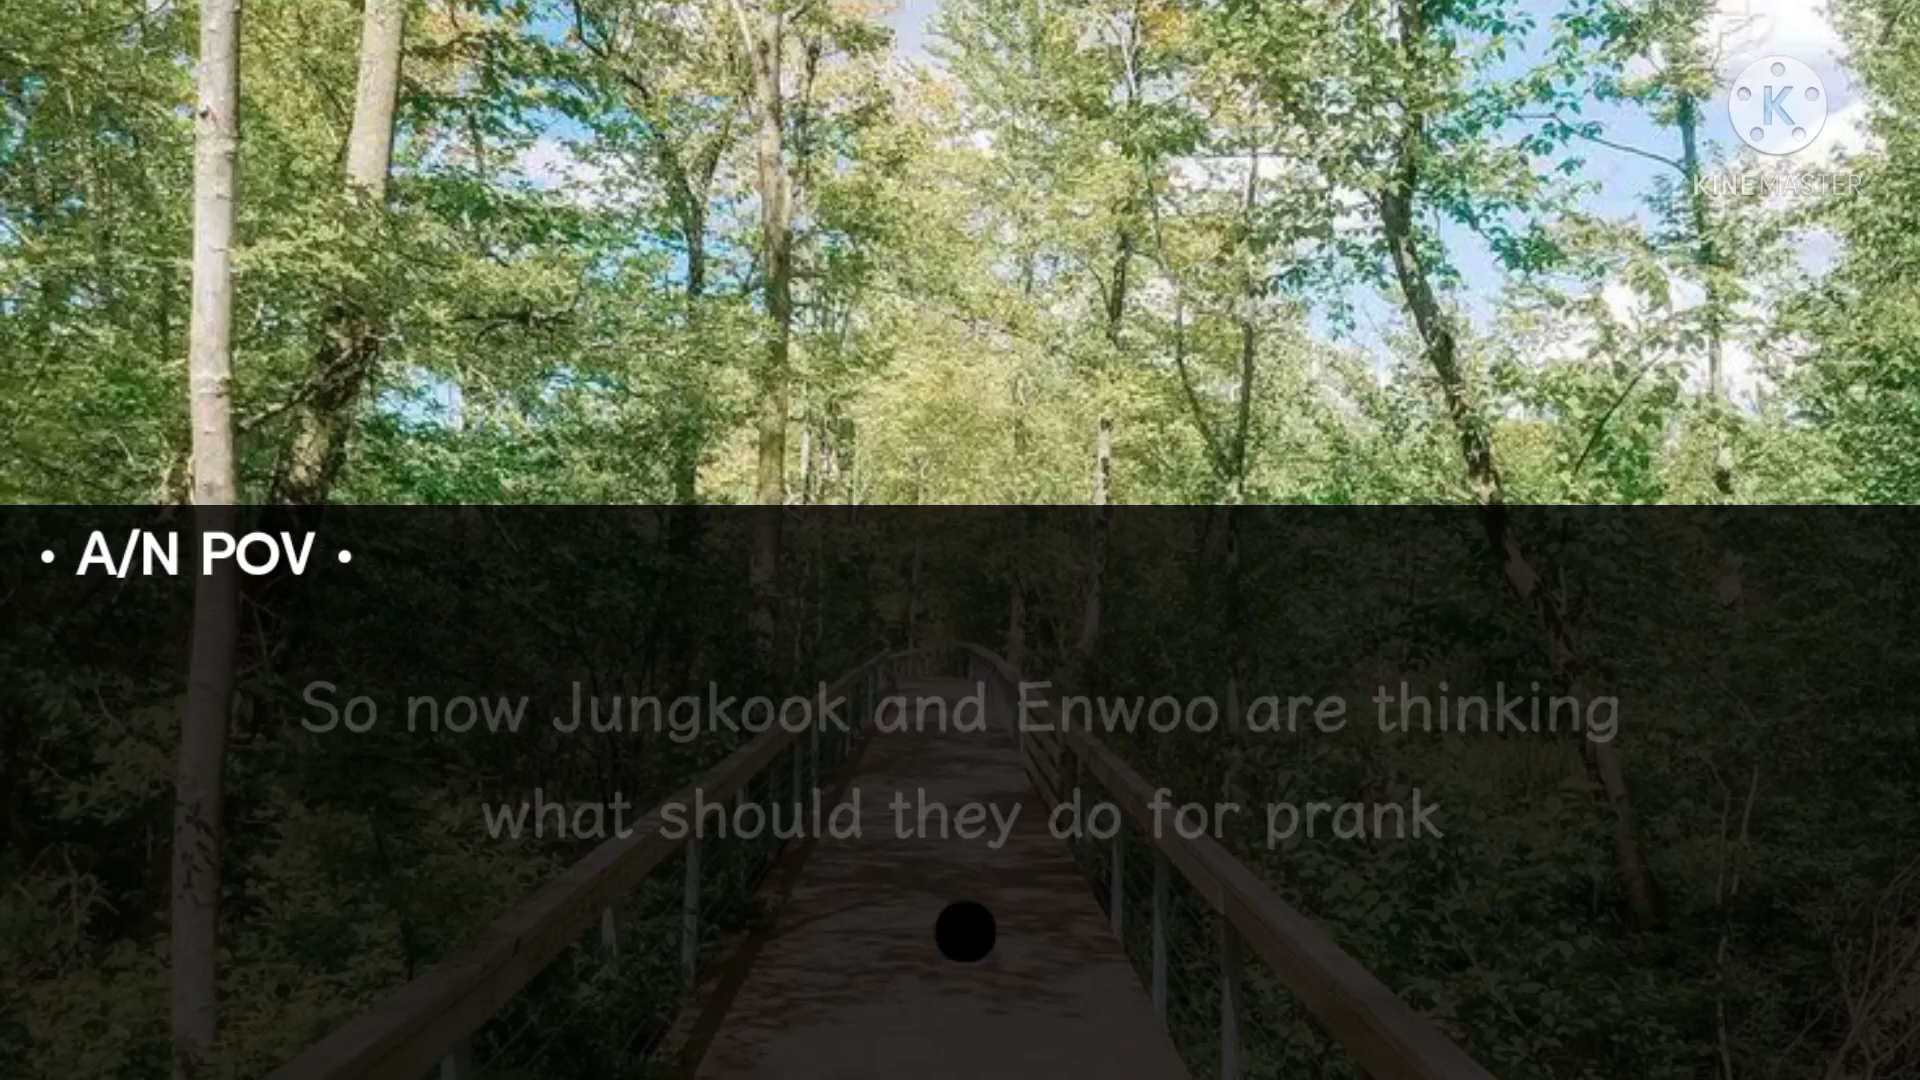 K
KINEMASTER
• A/N POV •
So now Jungkook and Enwoo are thinking
what should they do for prank